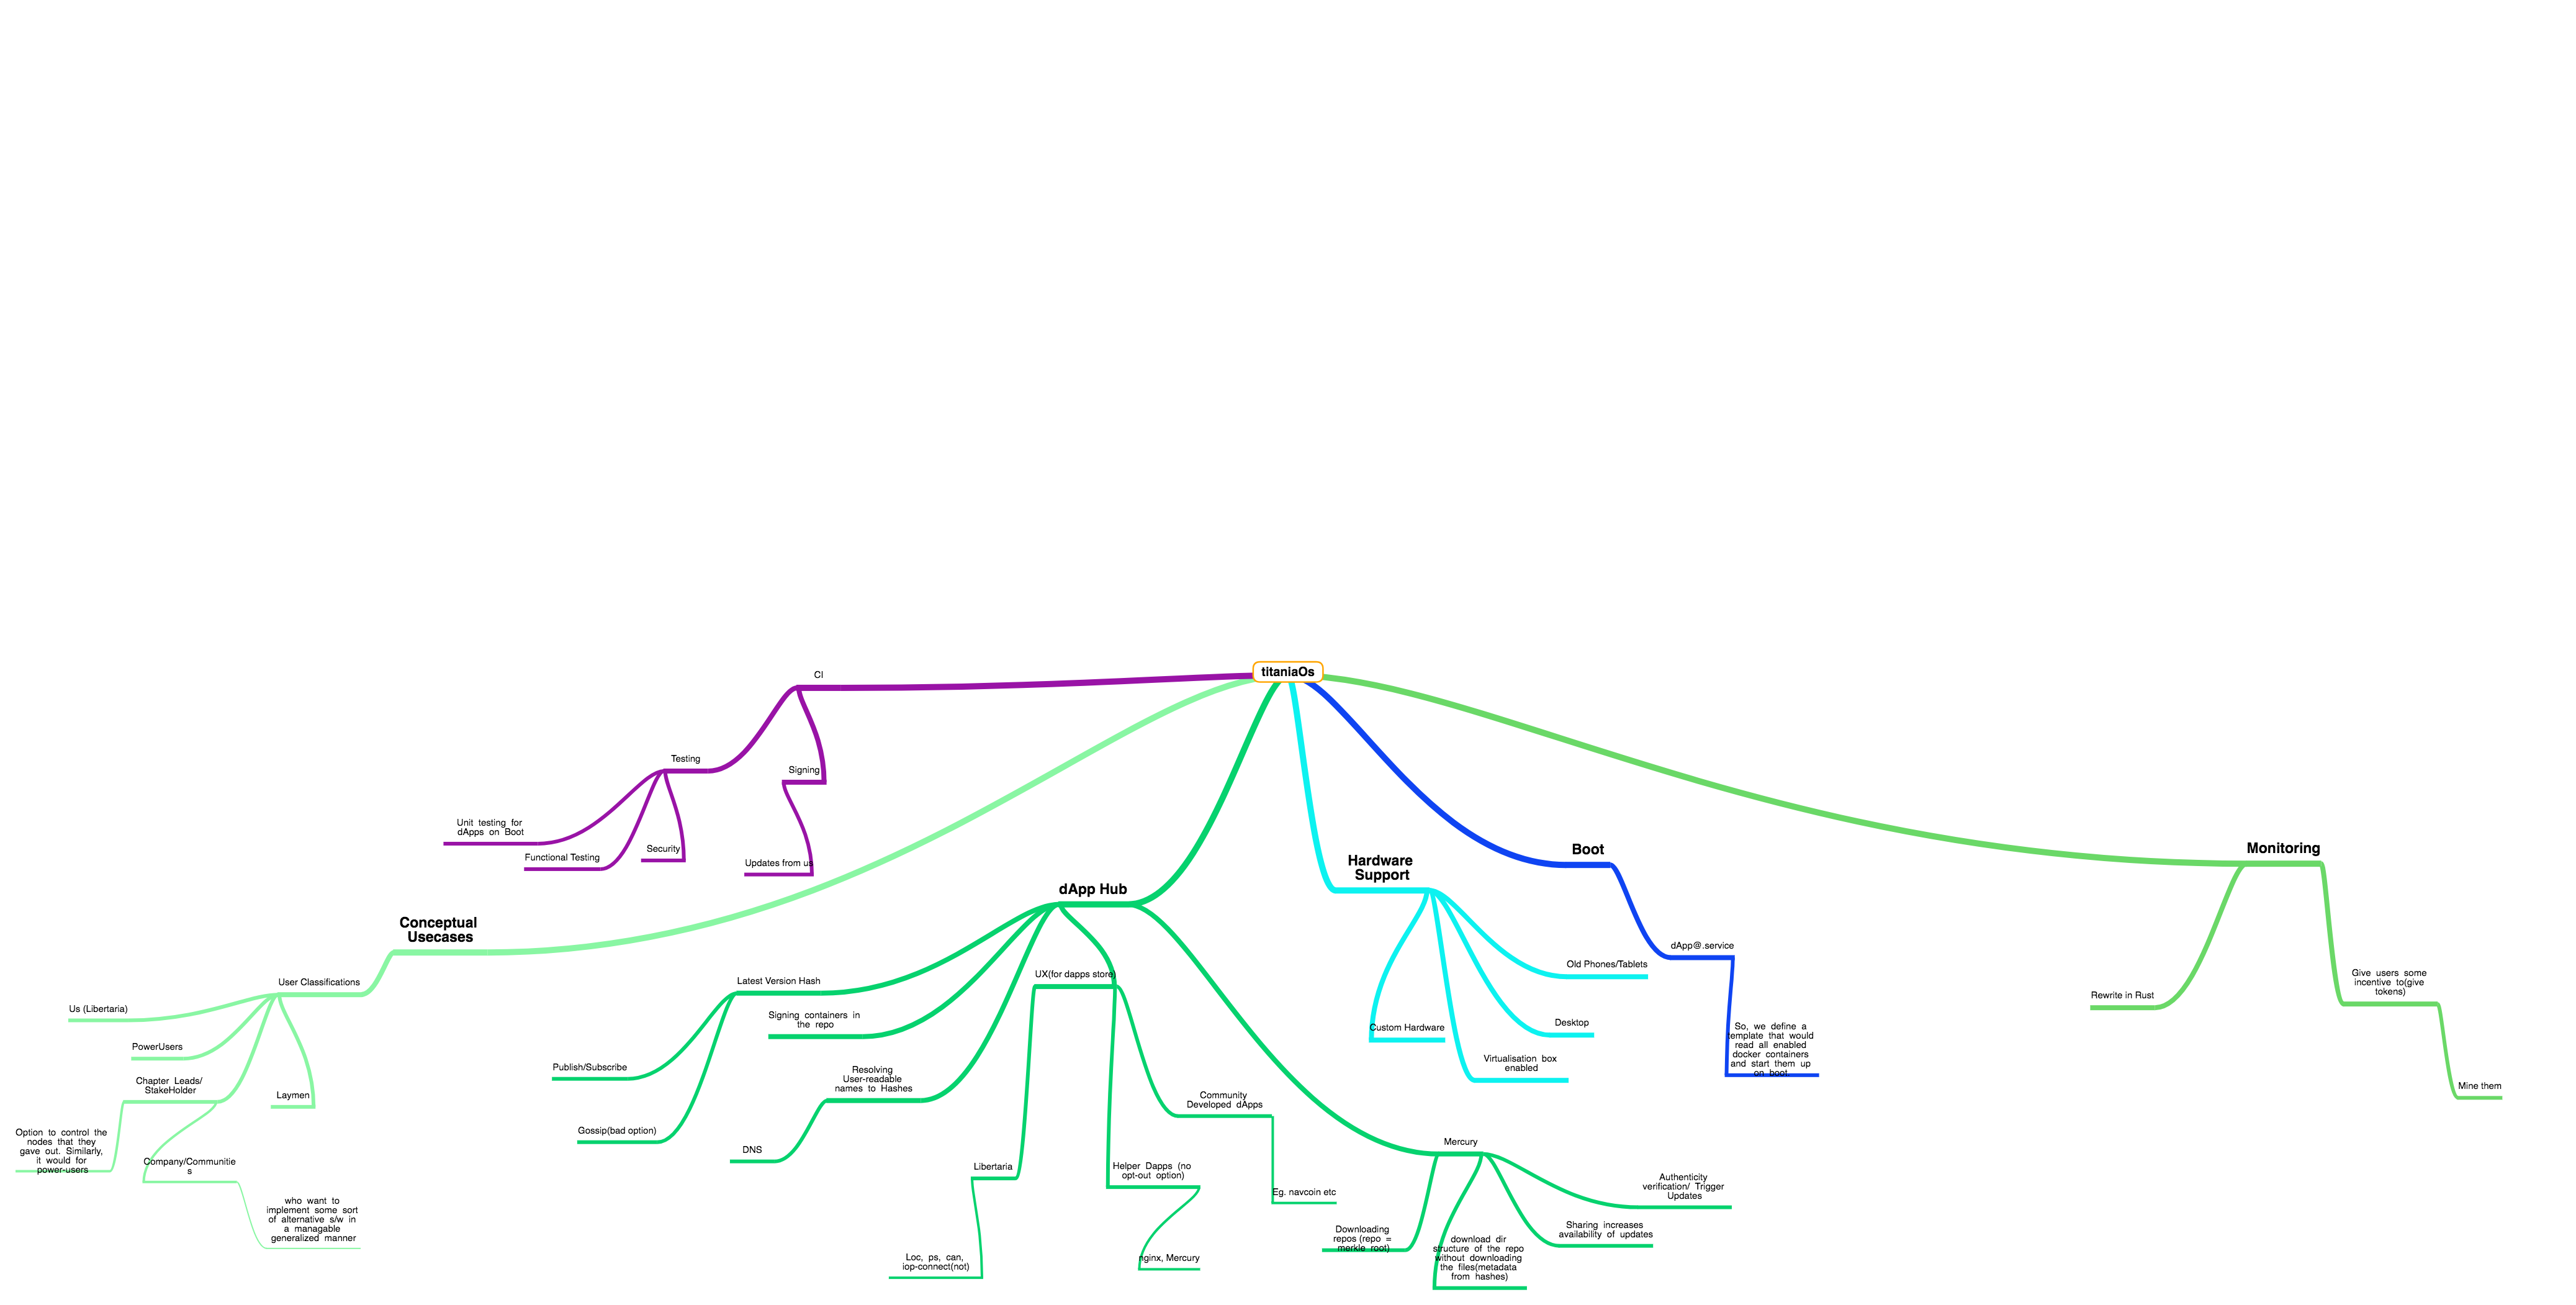 titaniaOs
CI
Testing
Unit testing for
dApps on Boot
Functional Testing
Security
Signing
Updates from us
Conceptual
Usecases
User Classifications
Us (Libertaria)
PowerUsers
Chapter Leads/
StakeHolder
Option to control the
nodes that they
gave out. Similarly,
it would for
power-users
Company/Communitie
s
who want to
implement some sort
of alternative s/w in
a managable
generalized manner
Laymen
dApp Hub
Latest Version Hash
Publish/Subscribe
Gossip(bad option)
Signing containers in
the repo
Resolving
User-readable
names to Hashes
DNS
UX(for dapps store)
Libertaria
Loc, ps, can,
iop-connect(not)
Helper Dapps (no
opt-out option)
nginx, Mercury
Community
Developed dApps
Eg. navcoin etc
Mercury
Downloading
repos (repo =
merkle root)
download dir
structure of the repo
without downloading
the files(metadata
from hashes)
Sharing increases
availability of updates
Authenticity
verification/ Trigger
Updates
Hardware
Support
Custom Hardware
Virtualisation box
enabled
Desktop
Old Phones/Tablets
Boot
dApp@.service
So, we define a
template that would
read all enabled
docker containers
and start them up
on boot.
Monitoring
Rewrite in Rust
Give users some
incentive to(give
tokens)
Mine them